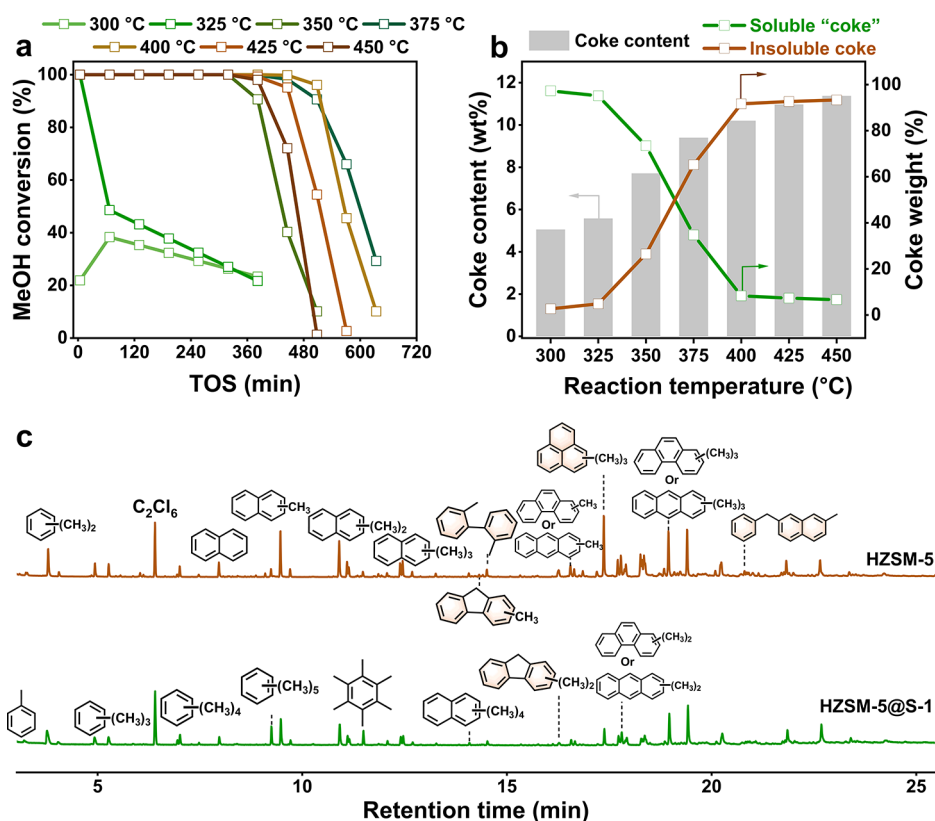 300 °C 325 °C 350 °C 375 °C
400 °C 425 °C 450 °C
a
MeOH conversion (%)
100
80
60
40
20
0
0 120 240 360 480 600 720
TOS (min)
b
Coke content
Soluble “coke”
Insoluble coke
Coke content (wt%)
12
10
8
6
4
2
0
Coke weight (%)
100
80
60
40
20
0
300 325 350 375 400 425 450
Reaction temperature (°C)
c
(CH₃)₂
C₂Cl₆
CH₃
(CH₃)₂
(CH₃)₃
CH₃
Or
CH₃
(CH₃)₃
(CH₃)₃
Or
(CH₃)₃
HZSM-5
CH₃
(CH₃)₃
(CH₃)₄
(CH₃)₅
(CH₃)₄
(CH₃)₂
(CH₃)₂
Or
(CH₃)₂
HZSM-5@S-1
5 10 15 20 25
Retention time (min)